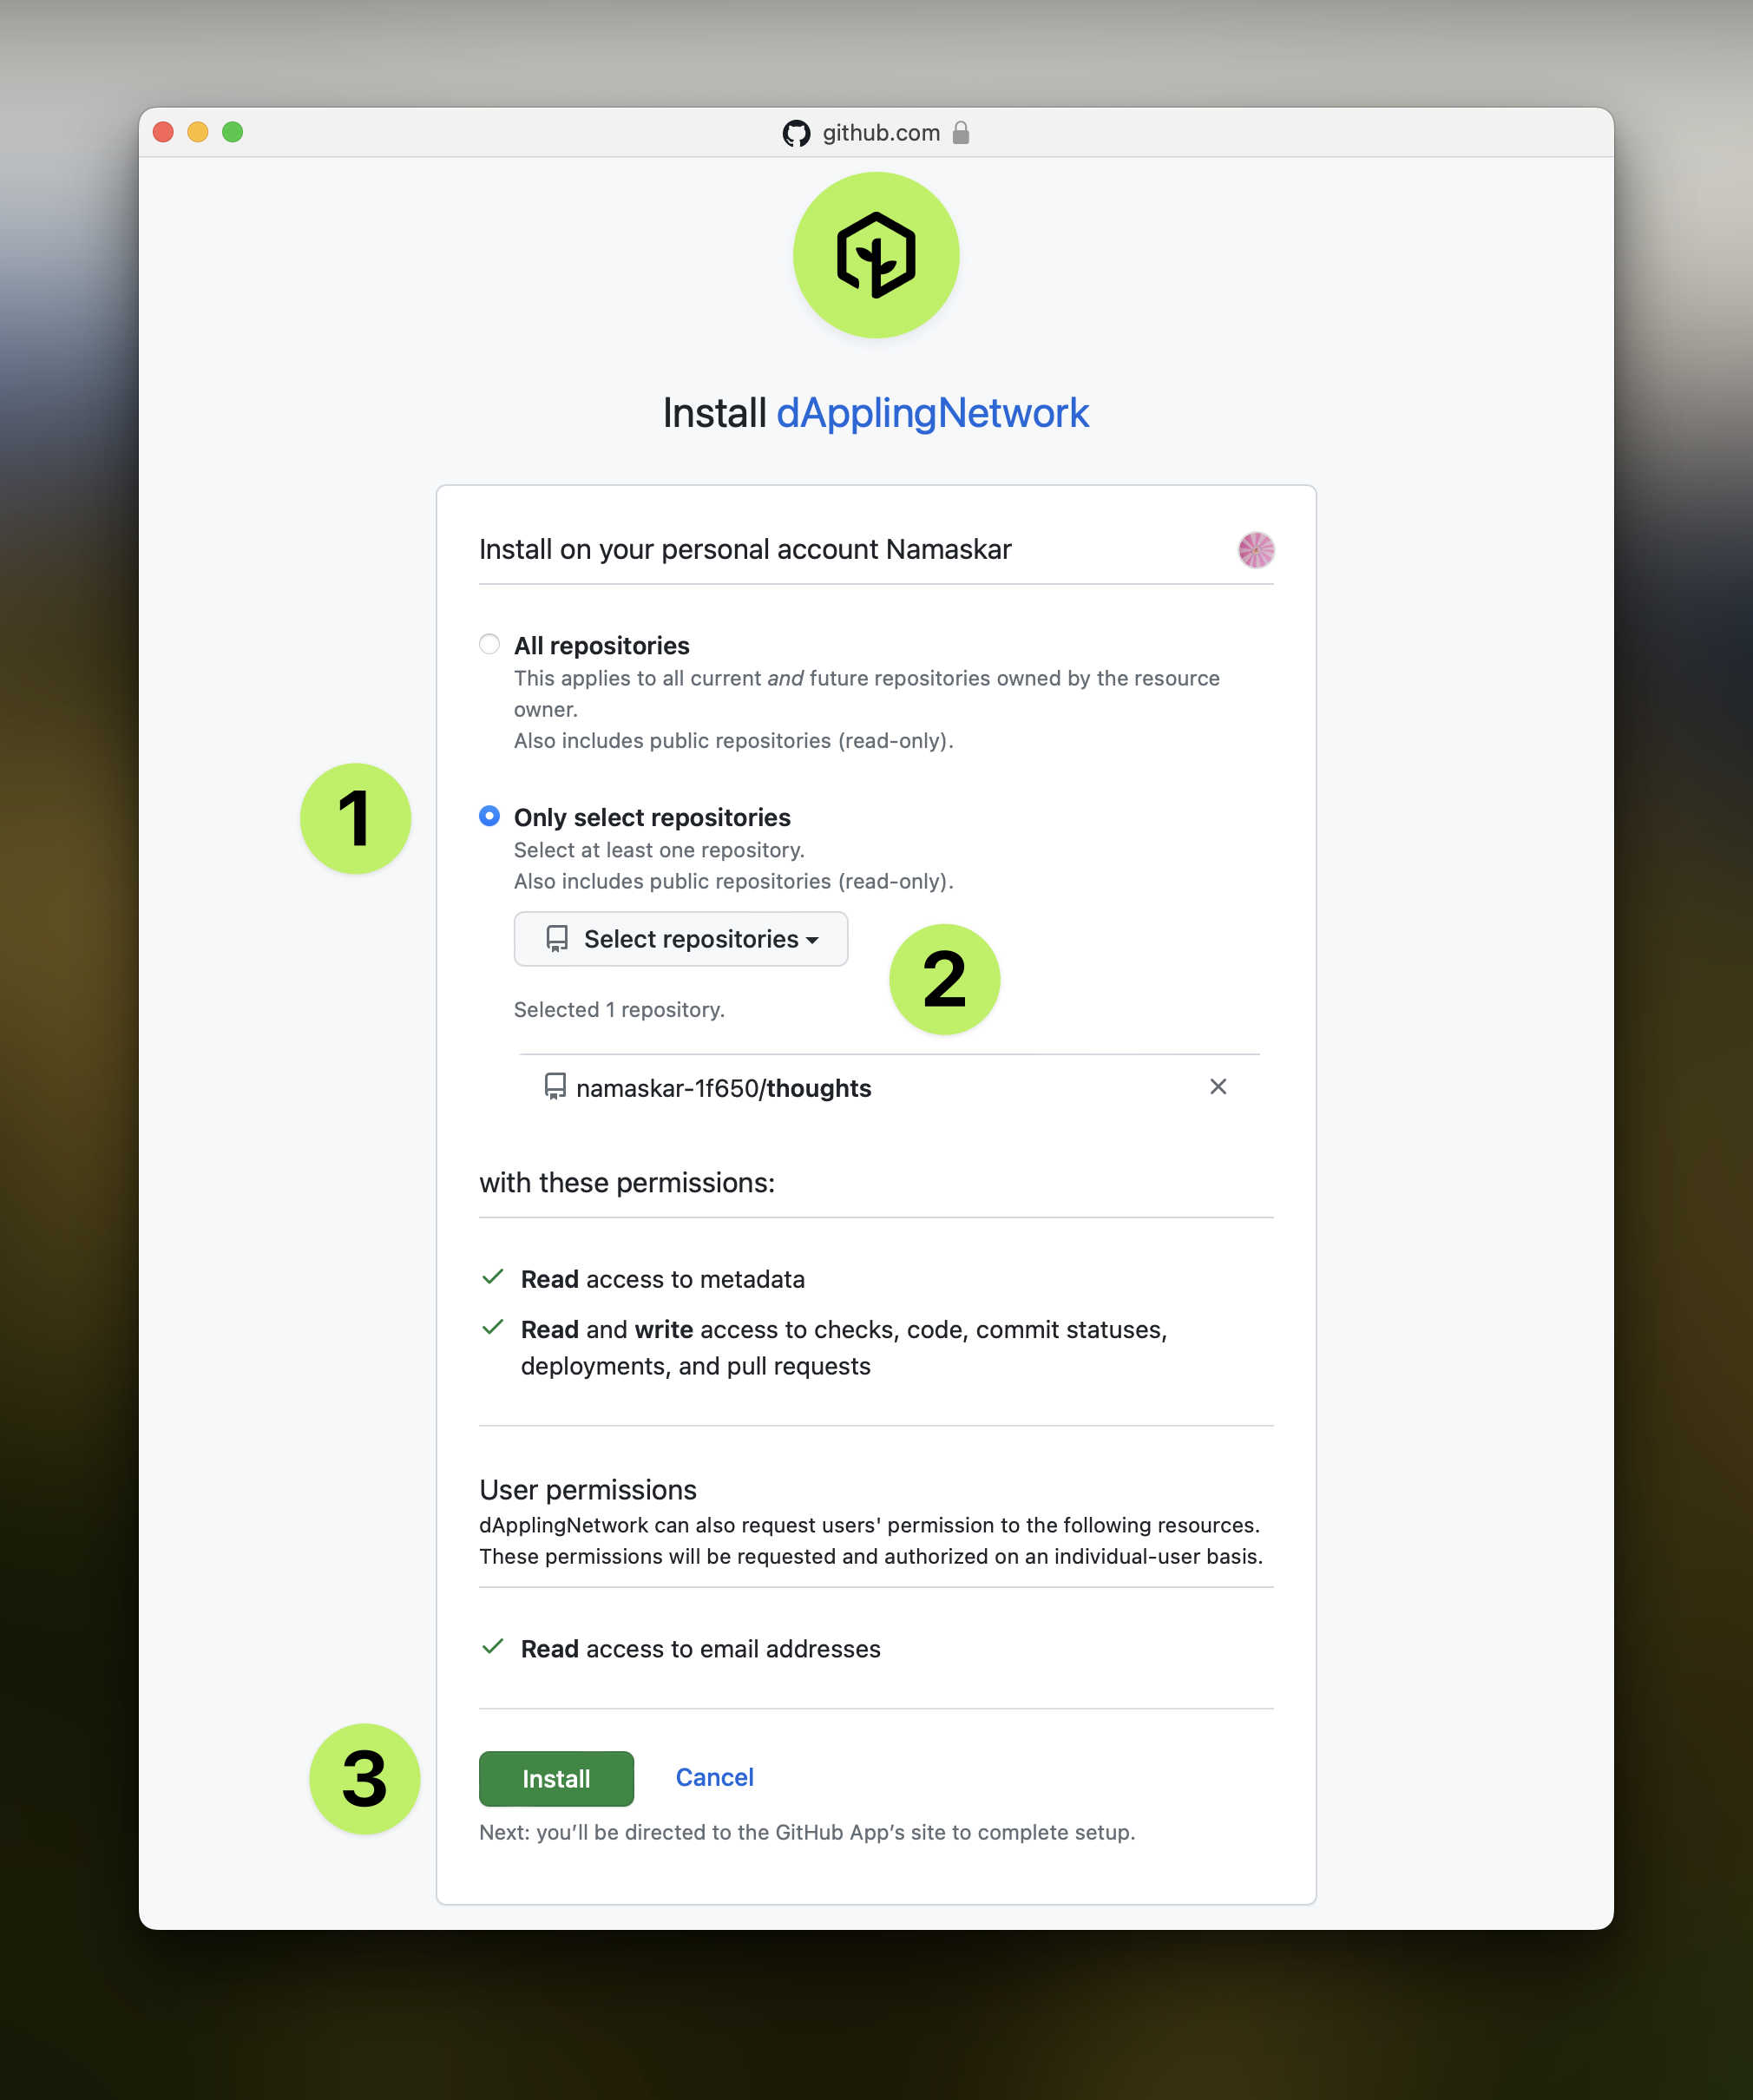 github.com
Install dApplingNetwork
Install on your personal account Namaskar
All repositories
This applies to all current and future repositories owned by the resource
owner.
Also includes public repositories (read-only).
1
Only select repositories
Select at least one repository.
Also includes public repositories (read-only).
Select repositories
2
Selected 1 repository.
namaskar-1f650/thoughts
with these permissions:
Read access to metadata
Read and write access to checks, code, commit statuses,
deployments, and pull requests
User permissions
dApplingNetwork can also request users' permission to the following resources.
These permissions will be requested and authorized on an individual-user basis.
Read access to email addresses
3
Install Cancel
Next: you’ll be directed to the GitHub App’s site to complete setup.